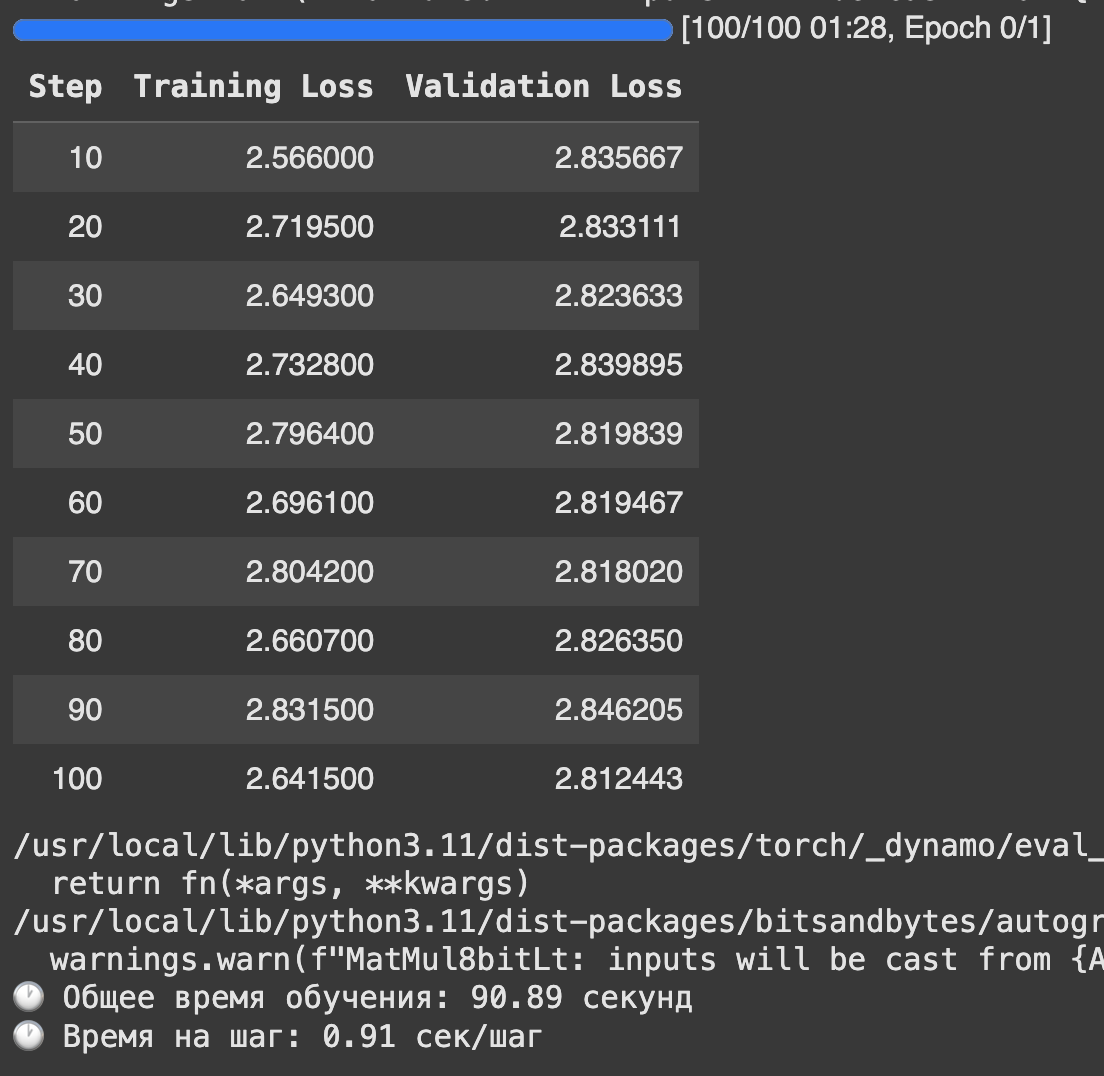 [100/100 01:28, Epoch 0/1]
Step Training Loss Validation Loss
10 2.566000 2.835667
20 2.719500 2.833111
30 2.649300 2.823633
40 2.732800 2.839895
50 2.796400 2.819839
60 2.696100 2.819467
70 2.804200 2.818020
80 2.660700 2.826350
90 2.831500 2.846205
100 2.641500 2.812443
/usr/local/lib/python3.11/dist-packages/torch/_dynamo/eval_
return fn(*args, **kwargs)
/usr/local/lib/python3.11/dist-packages/bitsandbytes/autogr
warnings.warn(f"MatMul8bitLt: inputs will be cast from {A
🕐 Общее время обучения: 90.89 секунд
🕐 Время на шаг: 0.91 сек/шаг